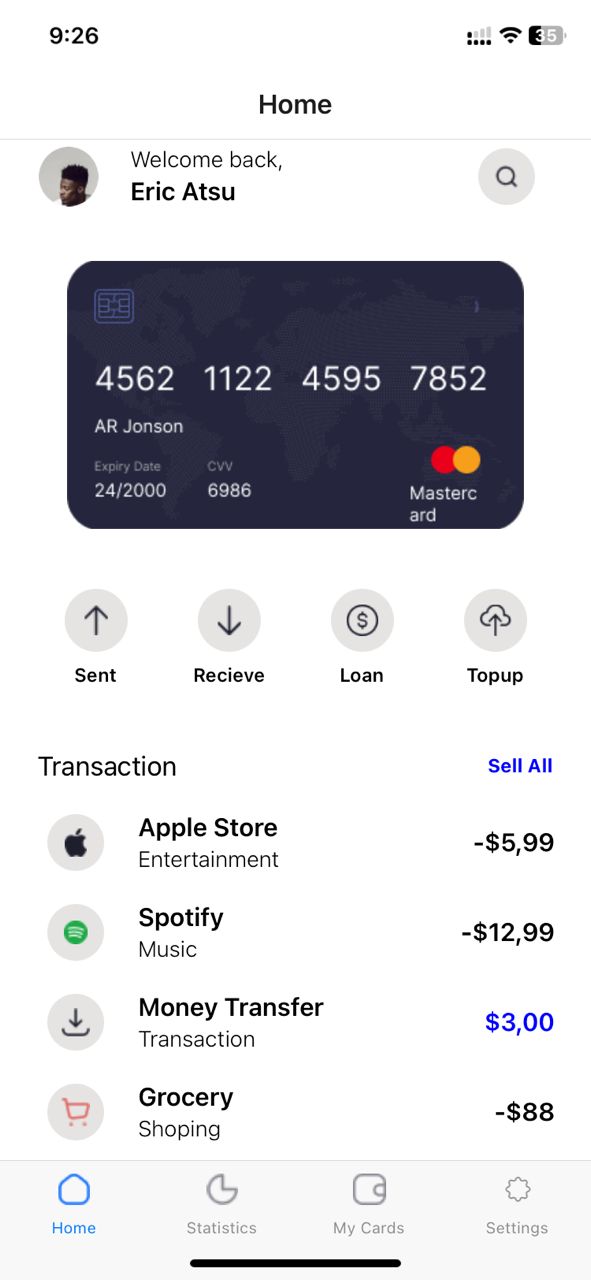 9:26
35
Home
Welcome back,
Eric Atsu
4562 1122 4595 7852
AR Jonson
Expiry Date CVV
24/2000 6986
Masterc
ard
Sent Recieve Loan Topup
Transaction Sell All
Apple Store
Entertainment
-$5,99
Spotify
Music
-$12,99
Money Transfer
Transaction
$3,00
Grocery
Shoping
-$88
Home Statistics My Cards Settings